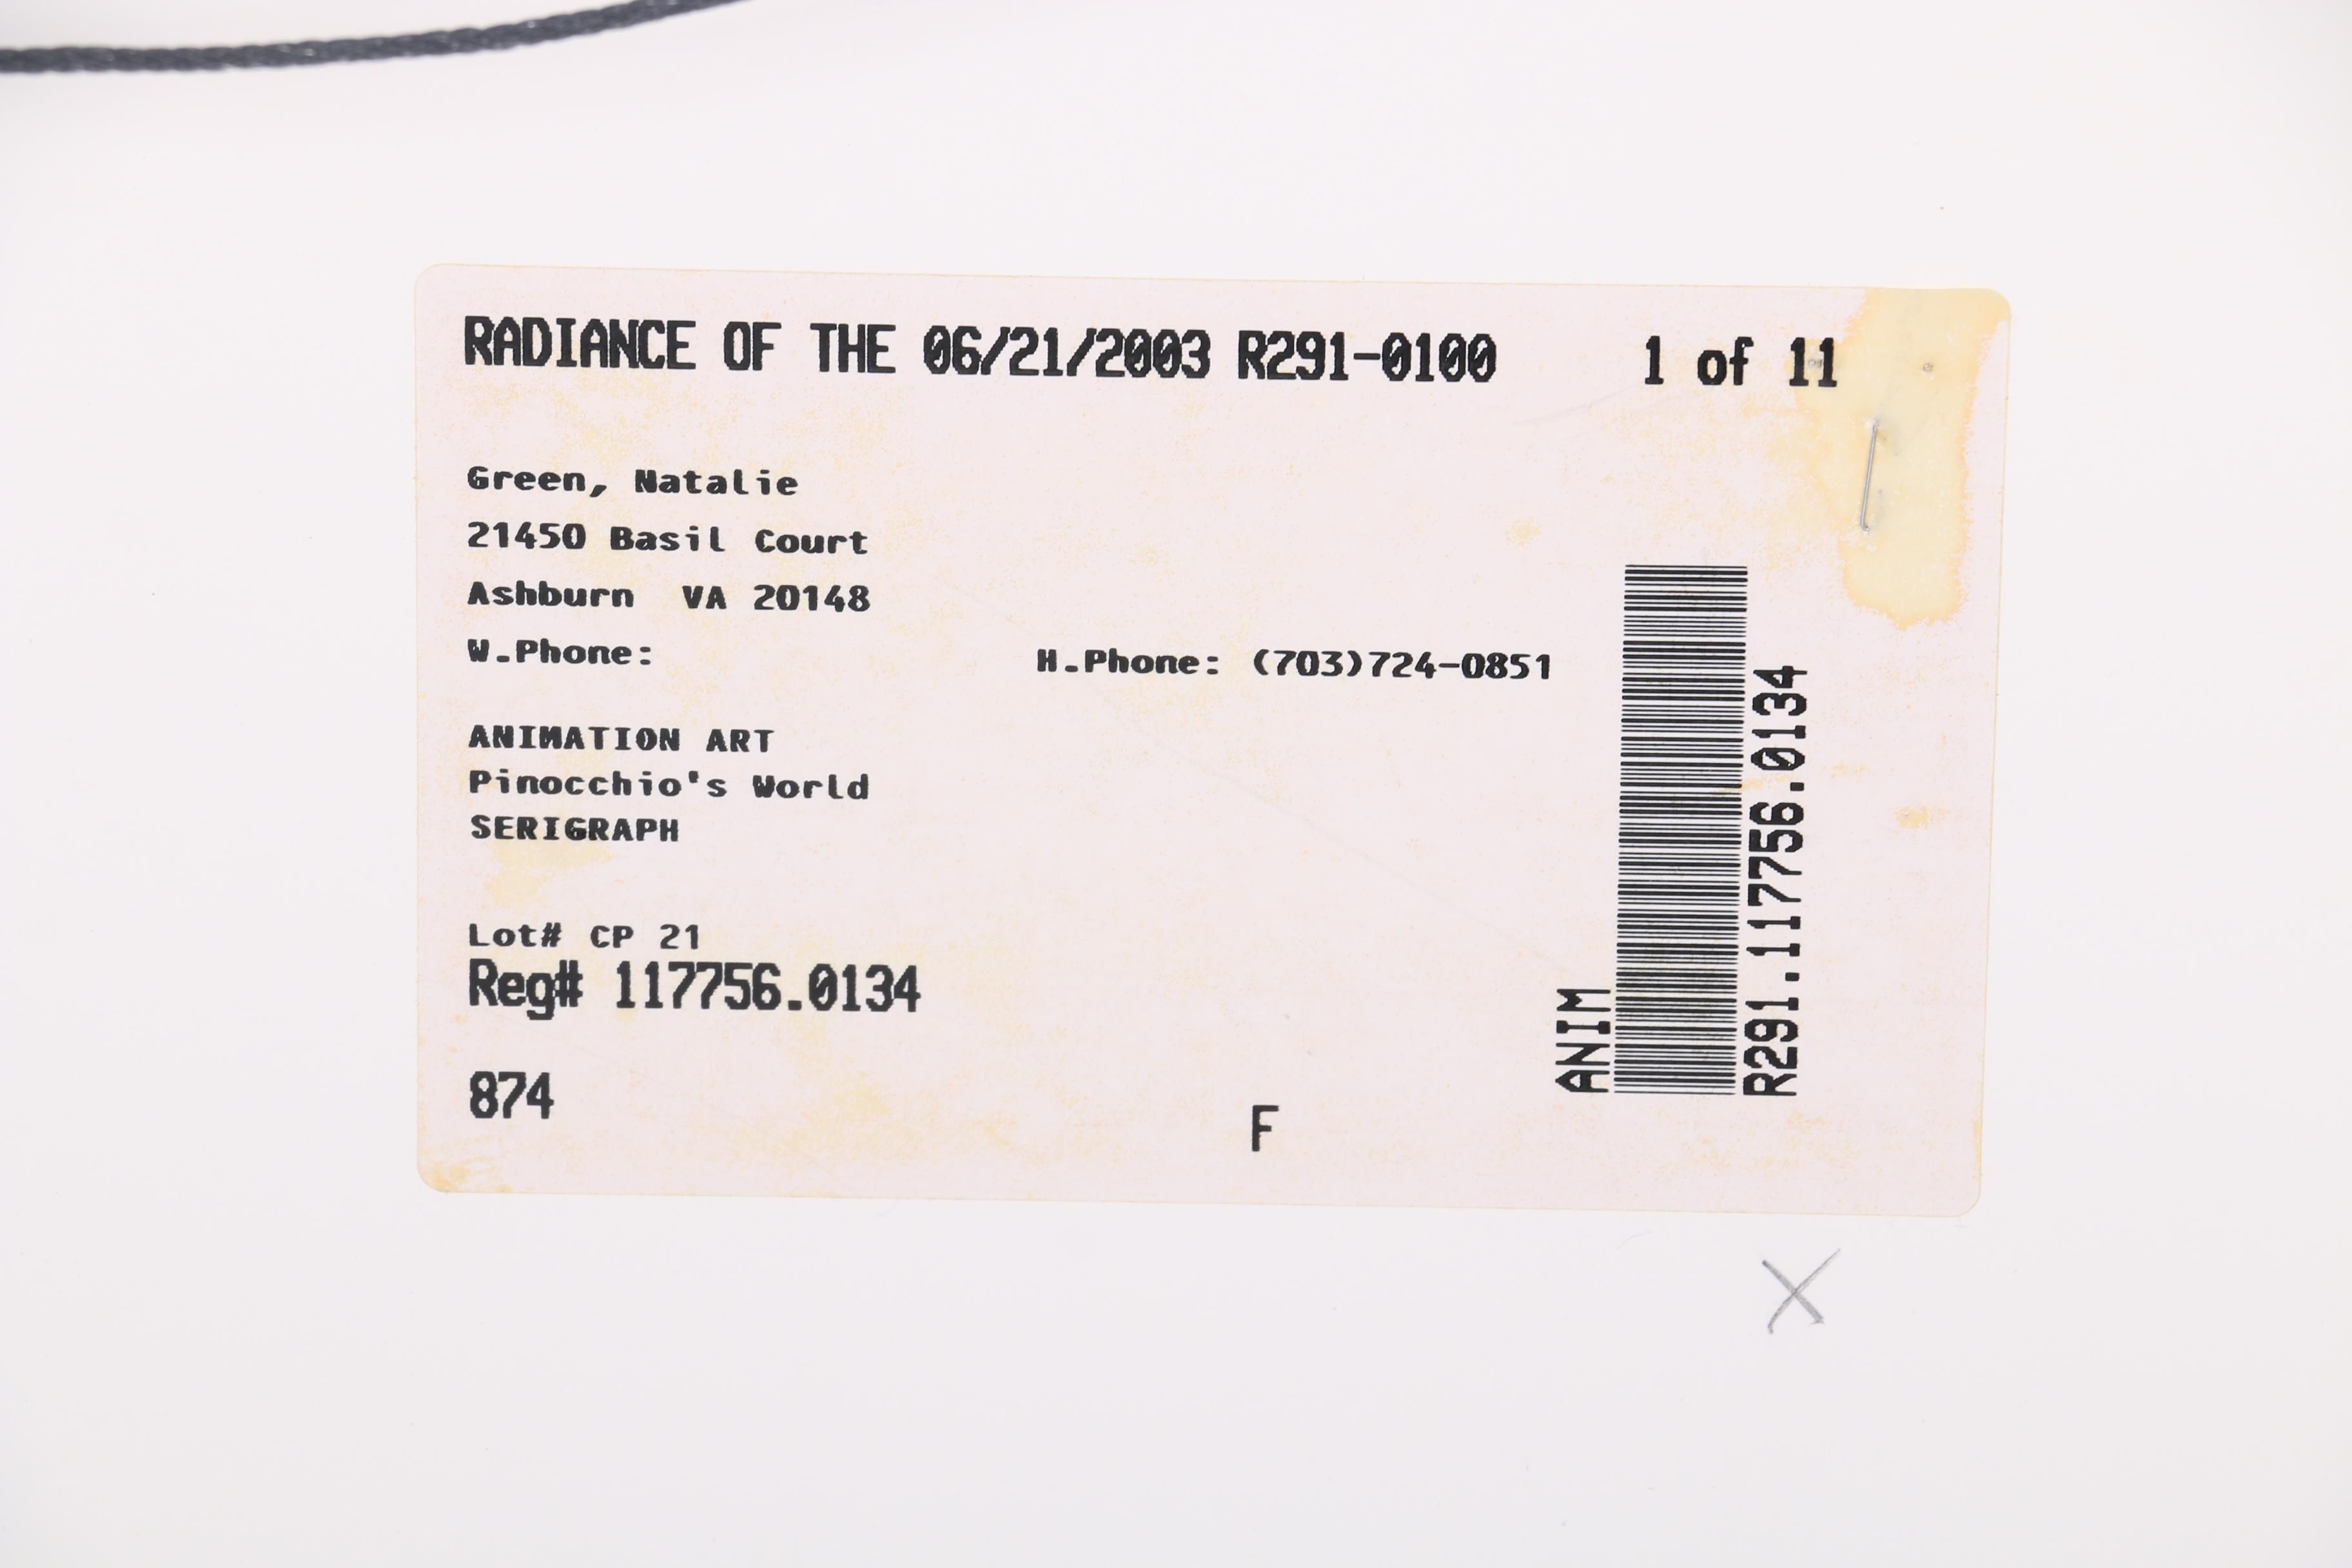 RADIANCE OF THE 06/21/2003 R291-0100 1 of 11
Green, Natalie
21450 Basil Court
Ashburn VA 20148
W.Phone: H.Phone: (703)724-0851
ANIMATION ART
Pinocchio's World
SERIGRAPH
Lot# CP 21
Reg# 117756.0134
874
F
ANIM
R291.117756.0134
X